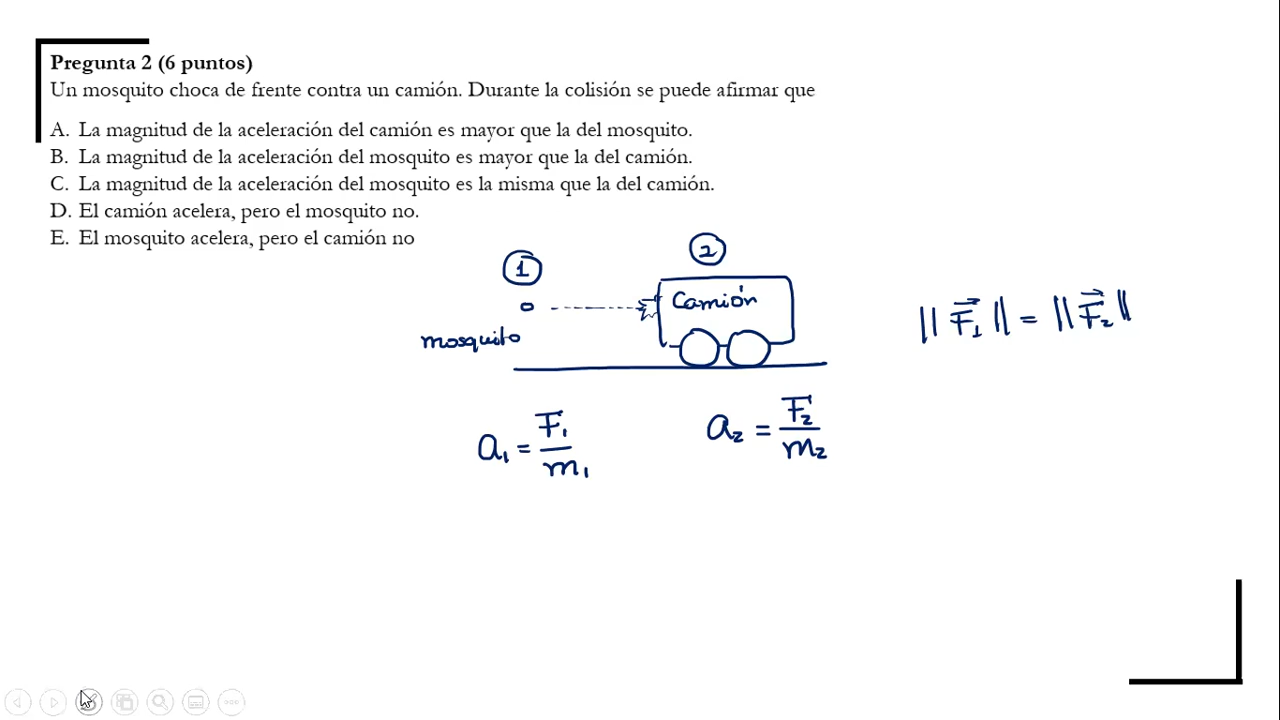 Pregunta 2 (6 puntos)
Un mosquito choca de frente contra un camión. Durante la colisión se puede afirmar que
A. La magnitud de la aceleración del camión es mayor que la del mosquito.
B. La magnitud de la aceleración del mosquito es mayor que la del camión.
C. La magnitud de la aceleración del mosquito es la misma que la del camión.
D. El camión acelera, pero el mosquito no.
E. El mosquito acelera, pero el camión no
1
2
Camión
mosquito
|| F⃗₁ || = || F⃗₂ ||
a₁ = F₁/m₁
a₂ = F₂/m₂